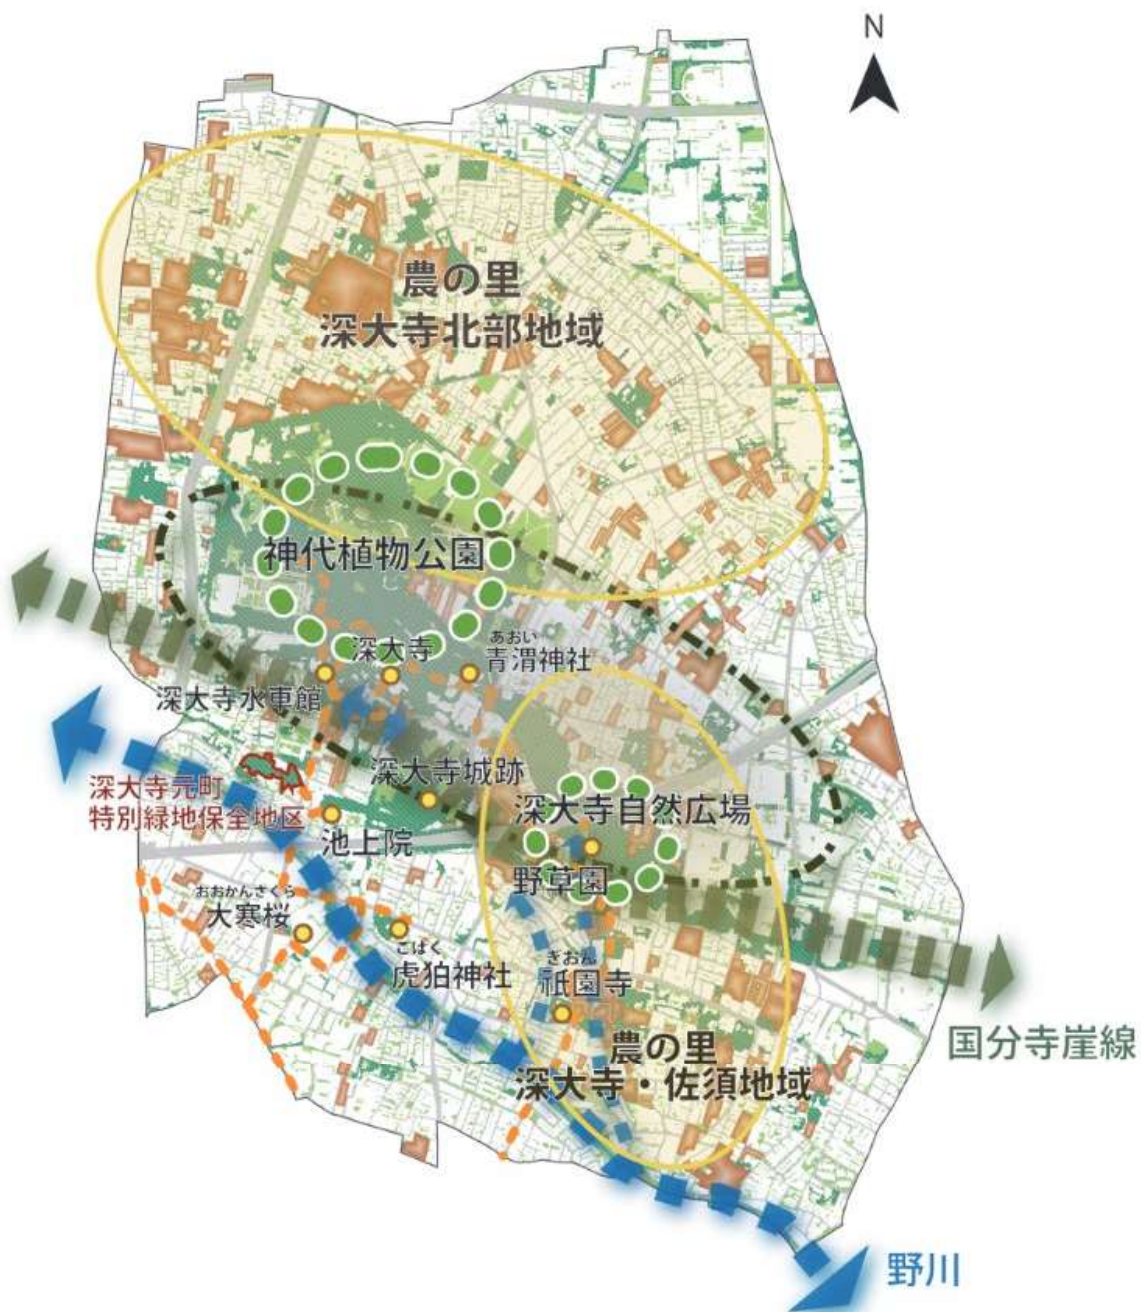 N
農の里
深大寺北部地域
神代植物公園
深大寺
あおい
青渭神社
深大寺水車館
深大寺城跡
深大寺元町
特別緑地保全地区
池上院
深大寺自然広場
野草園
おおかんさくら
大寒桜
こはく
虎狛神社
ぎおん
祇園寺
農の里
深大寺・佐須地域
国分寺崖線
野川